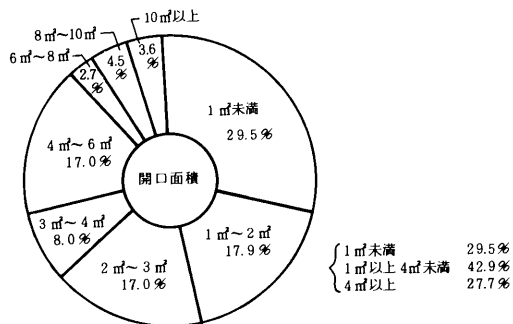 10㎡以上
8㎡～10㎡
6㎡～8㎡
3.6
%
4.5
%
2.7
%
1㎡未満
29.5%
4㎡～6㎡
17.0%
開口面積
3㎡～4㎡
8.0%
1㎡～2㎡
17.9%
2㎡～3㎡
17.0%
1㎡未満 29.5%
1㎡以上4㎡未満 42.9%
4㎡以上 27.7%